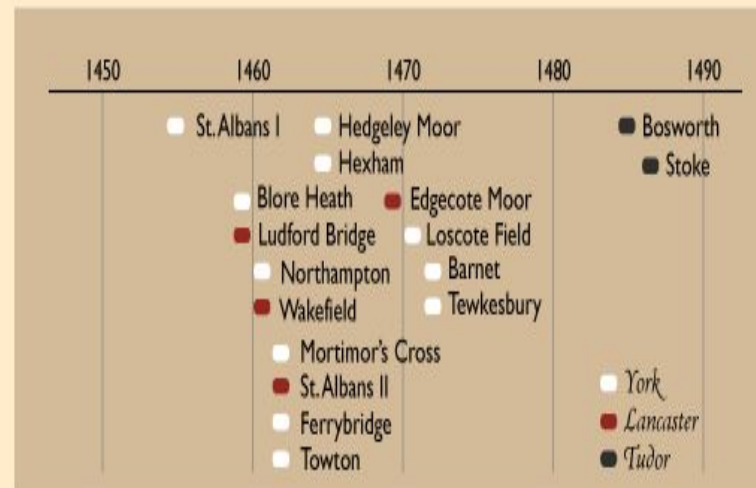 1450 1460 1470 1480 1490
St. Albans I Hedgeley Moor Bosworth
Hexham Stoke
Blore Heath Edgecote Moor
Ludford Bridge Loscote Field
Northampton Barnet
Wakefield Tewkesbury
Mortimor's Cross
St. Albans II
Ferrybridge
Towton
York
Lancaster
Tudor